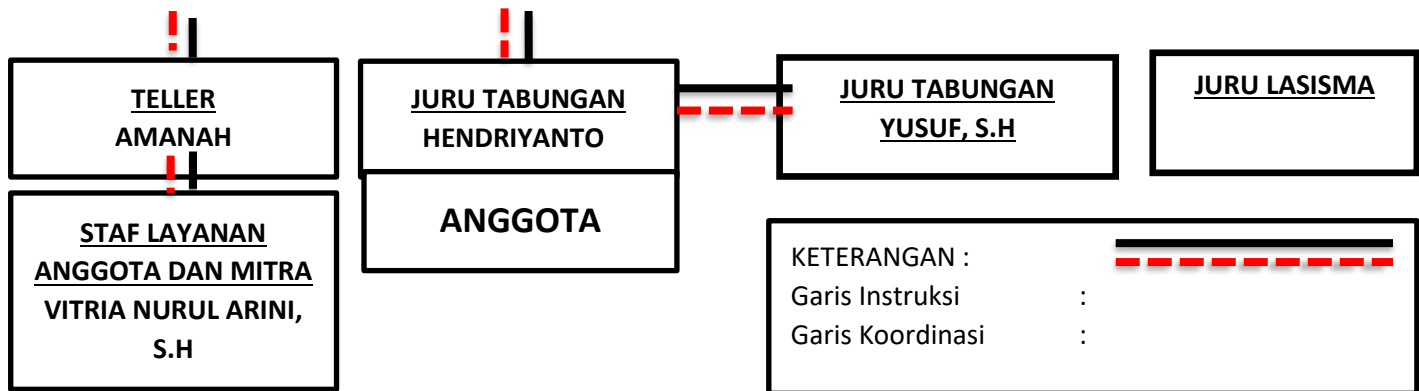 TELLER
AMANAH
JURU TABUNGAN
HENDRIYANTO
JURU TABUNGAN
YUSUF, S.H
JURU LASISMA
STAF LAYANAN
ANGGOTA DAN MITRA
VITRIA NURUL ARINI,
S.H
ANGGOTA
KETERANGAN :
Garis Instruksi :
Garis Koordinasi :